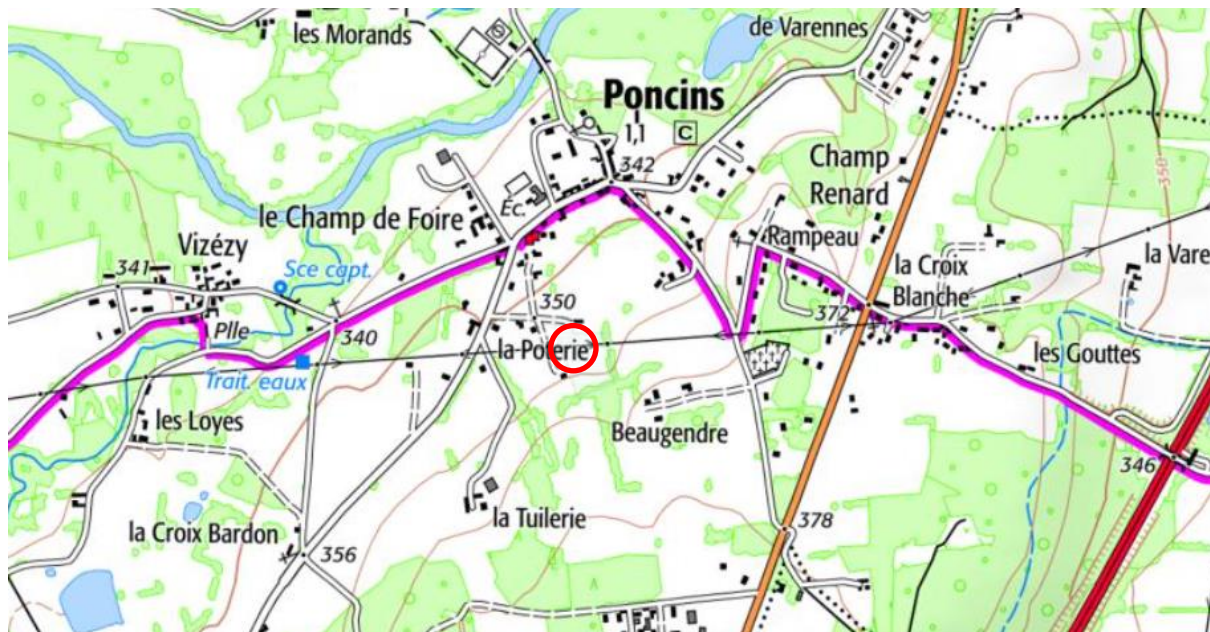 les Morands
de Varennes
Poncins
1,1
C
342
Champ
Renard
350
le Champ de Foire
Éc.
Vizézy
Rampeau
la Vare
341
Sce capt.
la Croix
Blanche
350
372
Plle
340
la Poterie
les Gouttes
Trait. eaux
les Loyes
Beaugendre
346
la Tuilerie
378
la Croix Bardon
356